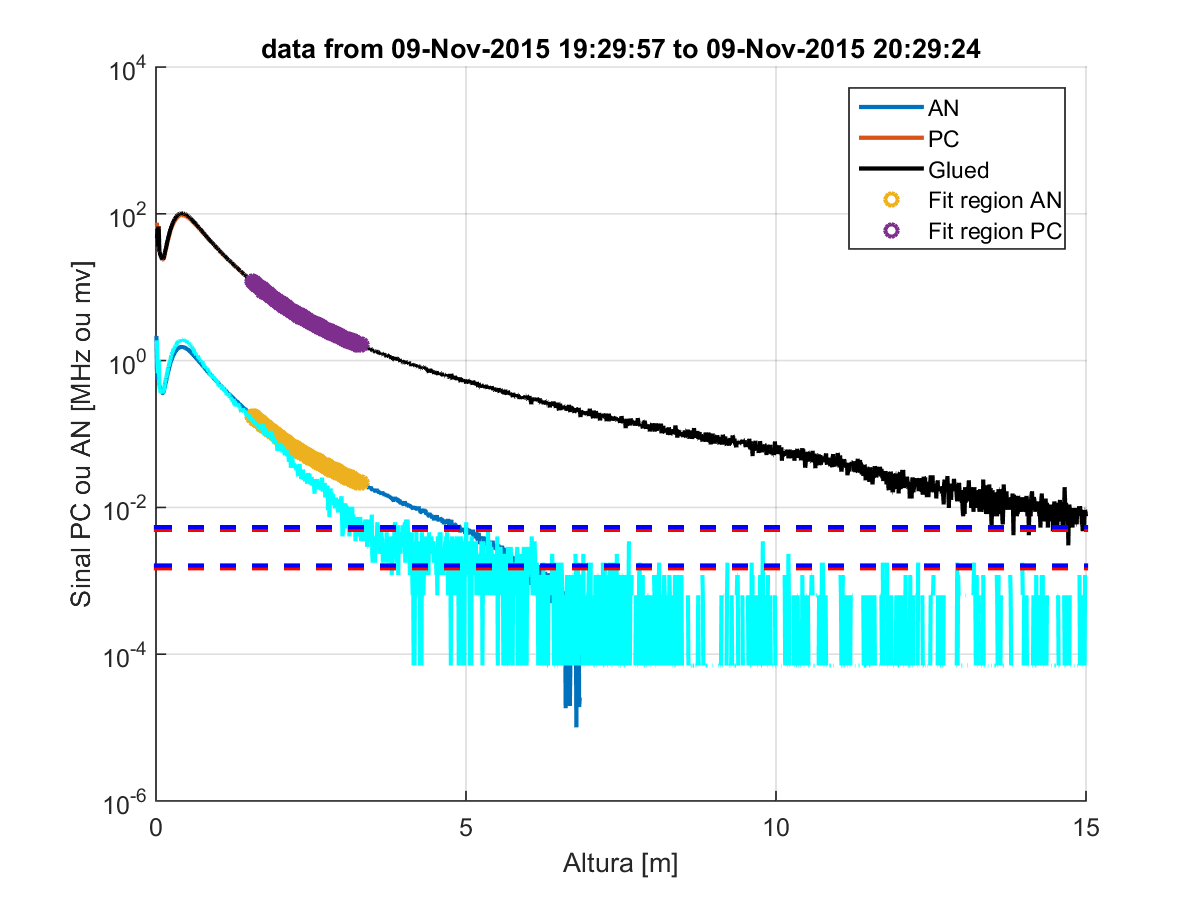 data from 09-Nov-2015 19:29:57 to 09-Nov-2015 20:29:24
AN
PC
Glued
Fit region AN
Fit region PC
Sinal PC ou AN [MHz ou mv]
10^4
10^2
10^0
10^-2
10^-4
10^-6
0 5 10 15
Altura [m]